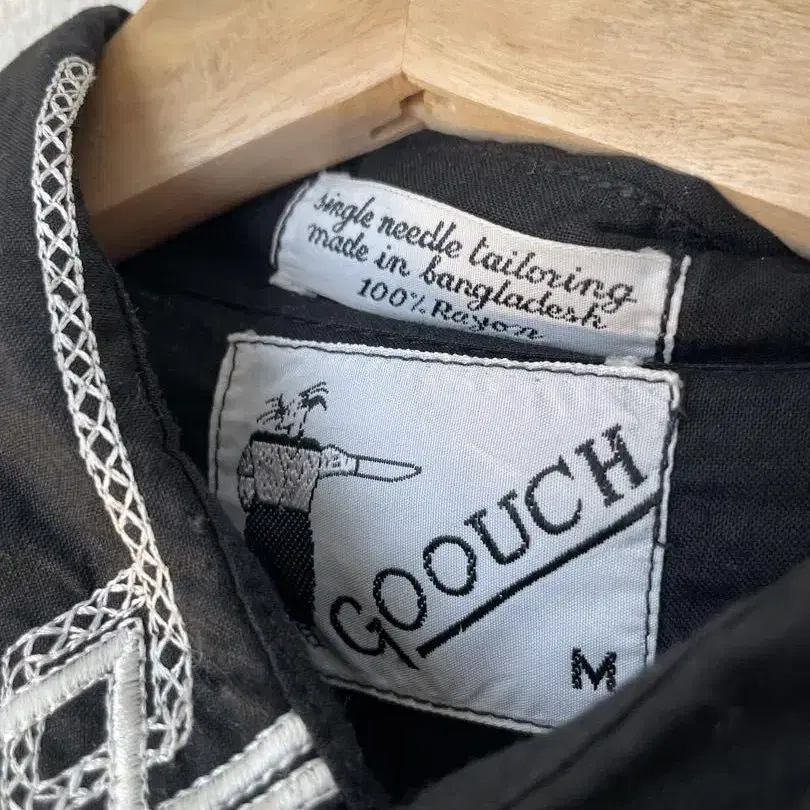 single needle tailoring
made in bangladesh
100% Rayon
GOOUCH
M